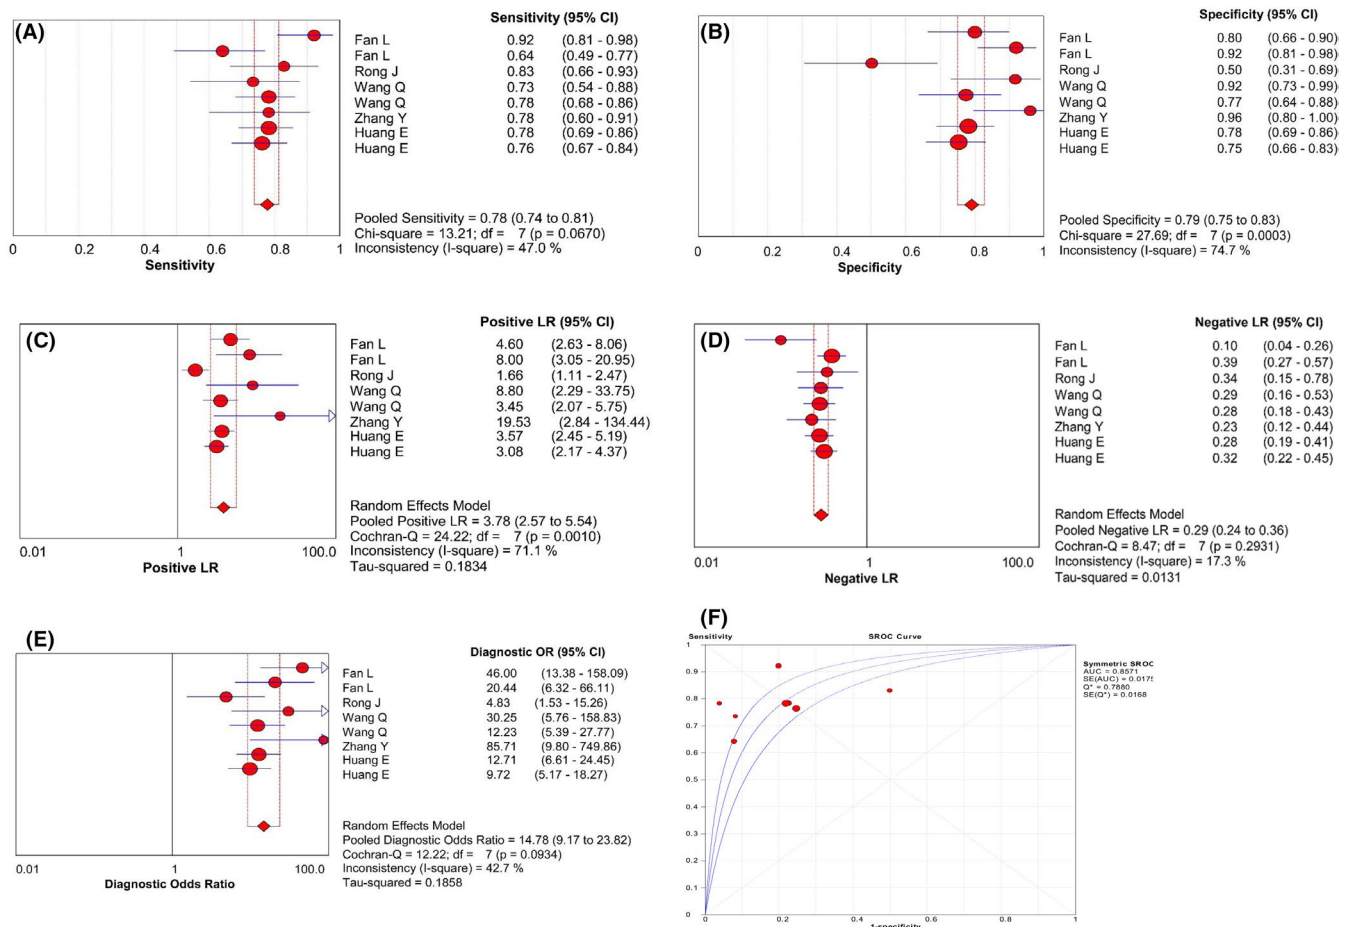 (A)
Sensitivity (95% CI)
Fan L 0.92 (0.81 - 0.98)
Fan L 0.64 (0.49 - 0.77)
Rong J 0.83 (0.66 - 0.93)
Wang Q 0.73 (0.54 - 0.88)
Wang Q 0.78 (0.68 - 0.86)
Zhang Y 0.78 (0.60 - 0.91)
Huang E 0.78 (0.69 - 0.86)
Huang E 0.76 (0.67 - 0.84)
Pooled Sensitivity = 0.78 (0.74 to 0.81)
Chi-square = 13.21; df = 7 (p = 0.0670)
Inconsistency (I-square) = 47.0 %
0 0.2 0.4 0.6 0.8 1
Sensitivity
(B)
Specificity (95% CI)
Fan L 0.80 (0.66 - 0.90)
Fan L 0.92 (0.81 - 0.98)
Rong J 0.50 (0.31 - 0.69)
Wang Q 0.92 (0.73 - 0.99)
Wang Q 0.77 (0.64 - 0.88)
Zhang Y 0.96 (0.80 - 1.00)
Huang E 0.78 (0.69 - 0.86)
Huang E 0.75 (0.66 - 0.83)
Pooled Specificity = 0.79 (0.75 to 0.83)
Chi-square = 27.69; df = 7 (p = 0.0003)
Inconsistency (I-square) = 74.7 %
0 0.2 0.4 0.6 0.8 1
Specificity
(C)
Positive LR (95% CI)
Fan L 4.60 (2.63 - 8.06)
Fan L 8.00 (3.05 - 20.95)
Rong J 1.66 (1.11 - 2.47)
Wang Q 8.80 (2.29 - 33.75)
Wang Q 3.45 (2.07 - 5.75)
Zhang Y 19.53 (2.84 - 134.44)
Huang E 3.57 (2.45 - 5.19)
Huang E 3.08 (2.17 - 4.37)
Random Effects Model
Pooled Positive LR = 3.78 (2.57 to 5.54)
Cochran-Q = 24.22; df = 7 (p = 0.0010)
Inconsistency (I-square) = 71.1 %
Tau-squared = 0.1834
0.01 1 100.0
Positive LR
(D)
Negative LR (95% CI)
Fan L 0.10 (0.04 - 0.26)
Fan L 0.39 (0.27 - 0.57)
Rong J 0.34 (0.15 - 0.78)
Wang Q 0.29 (0.16 - 0.53)
Wang Q 0.28 (0.18 - 0.43)
Zhang Y 0.23 (0.12 - 0.44)
Huang E 0.28 (0.19 - 0.41)
Huang E 0.32 (0.22 - 0.45)
Random Effects Model
Pooled Negative LR = 0.29 (0.24 to 0.36)
Cochran-Q = 8.47; df = 7 (p = 0.2931)
Inconsistency (I-square) = 17.3 %
Tau-squared = 0.0131
0.01 1 100.0
Negative LR
(E)
Diagnostic OR (95% CI)
Fan L 46.00 (13.38 - 158.09)
Fan L 20.44 (6.32 - 66.11)
Rong J 4.83 (1.53 - 15.26)
Wang Q 30.25 (5.76 - 158.83)
Wang Q 12.23 (5.39 - 27.77)
Zhang Y 85.71 (9.80 - 749.86)
Huang E 12.71 (6.61 - 24.45)
Huang E 9.72 (5.17 - 18.27)
Random Effects Model
Pooled Diagnostic Odds Ratio = 14.78 (9.17 to 23.82)
Cochran-Q = 12.22; df = 7 (p = 0.0934)
Inconsistency (I-square) = 42.7 %
Tau-squared = 0.1858
0.01 1 100.0
Diagnostic Odds Ratio
(F)
Sensitivity
SROC Curve
1
0.9
0.8
0.7
0.6
0.5
0.4
0.3
0.2
0.1
0
0 0.2 0.4 0.6 0.8 1
1-specificity
Symmetric SROC
AUC = 0.8571
SE(AUC) = 0.0175
Q* = 0.7880
SE(Q*) = 0.0168